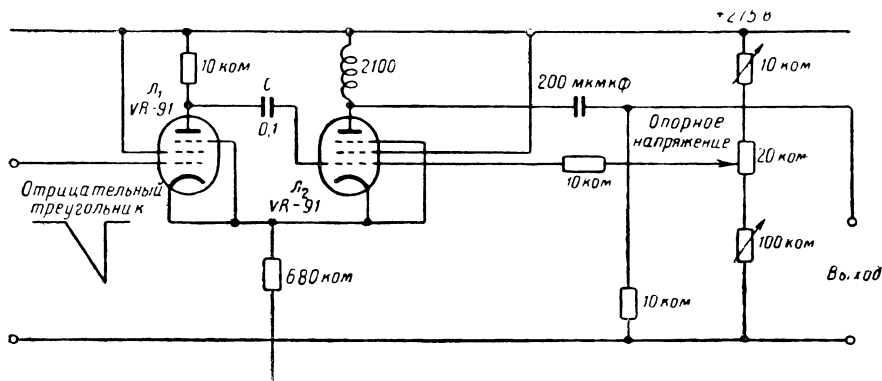 +275 в
10 ком
2100
10 ком
Л₁
VR-91
C
0,1
200 мкмкф
Опорное
напряжение
20 ком
10 ком
Отрицательный
треугольник
Л₂
VR-91
680 ком
100 ком
Выход
10 ком